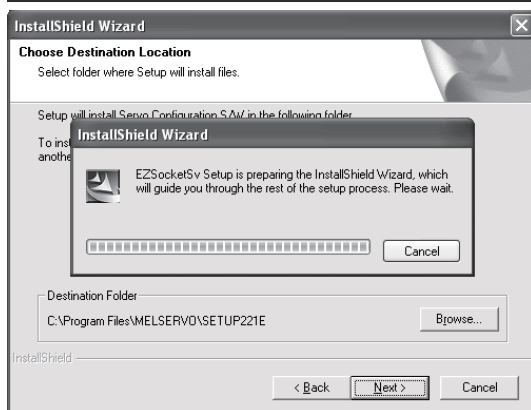 InstallShield Wizard
Choose Destination Location
Select folder where Setup will install files.
Setup will install Servo Configuration S/W in the following folder.
To inst
anothe
InstallShield Wizard
EZSocketSv Setup is preparing the InstallShield Wizard, which
will guide you through the rest of the setup process. Please wait.
Cancel
Destination Folder
C:\Program Files\MELSERVO\SETUP221E
Browse...
InstallShield
< Back
Next >
Cancel